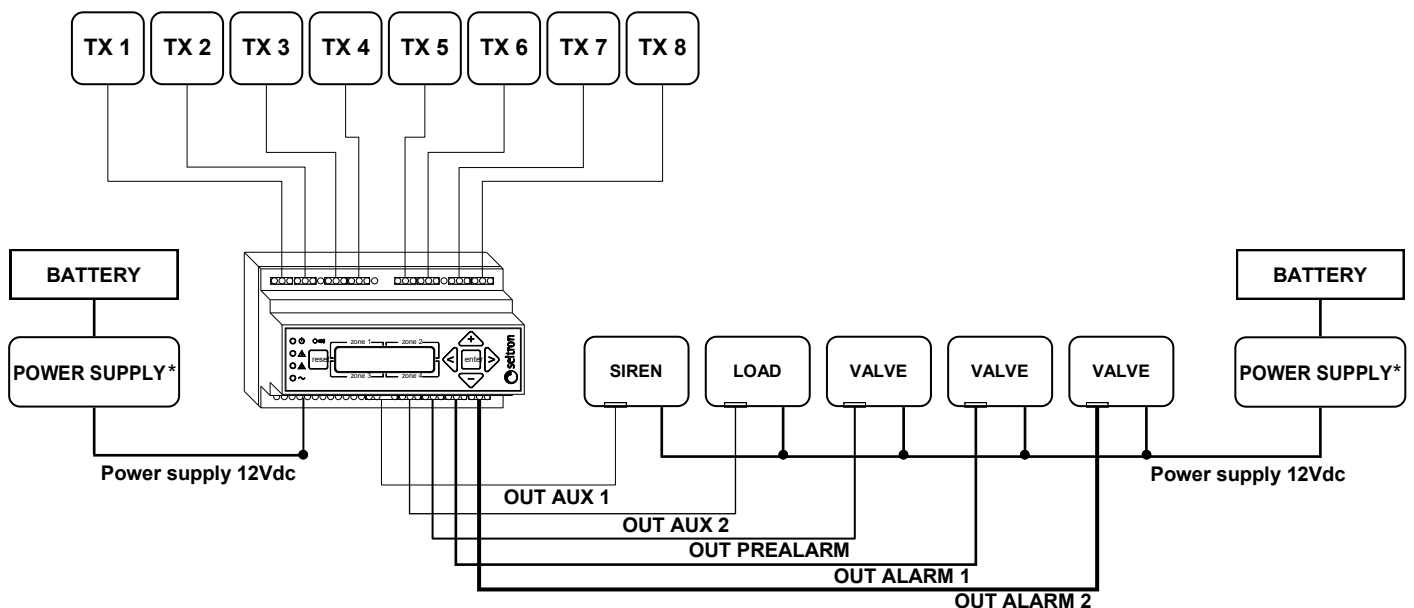 TX 1 TX 2 TX 3 TX 4 TX 5 TX 6 TX 7 TX 8
BATTERY
BATTERY
zone 1 zone 2
rese
enter
+
< >
−
zone 3 zone 4
seitron
POWER SUPPLY*
SIREN LOAD VALVE VALVE VALVE
POWER SUPPLY*
Power supply 12Vdc
Power supply 12Vdc
OUT AUX 1
OUT AUX 2
OUT PREALARM
OUT ALARM 1
OUT ALARM 2